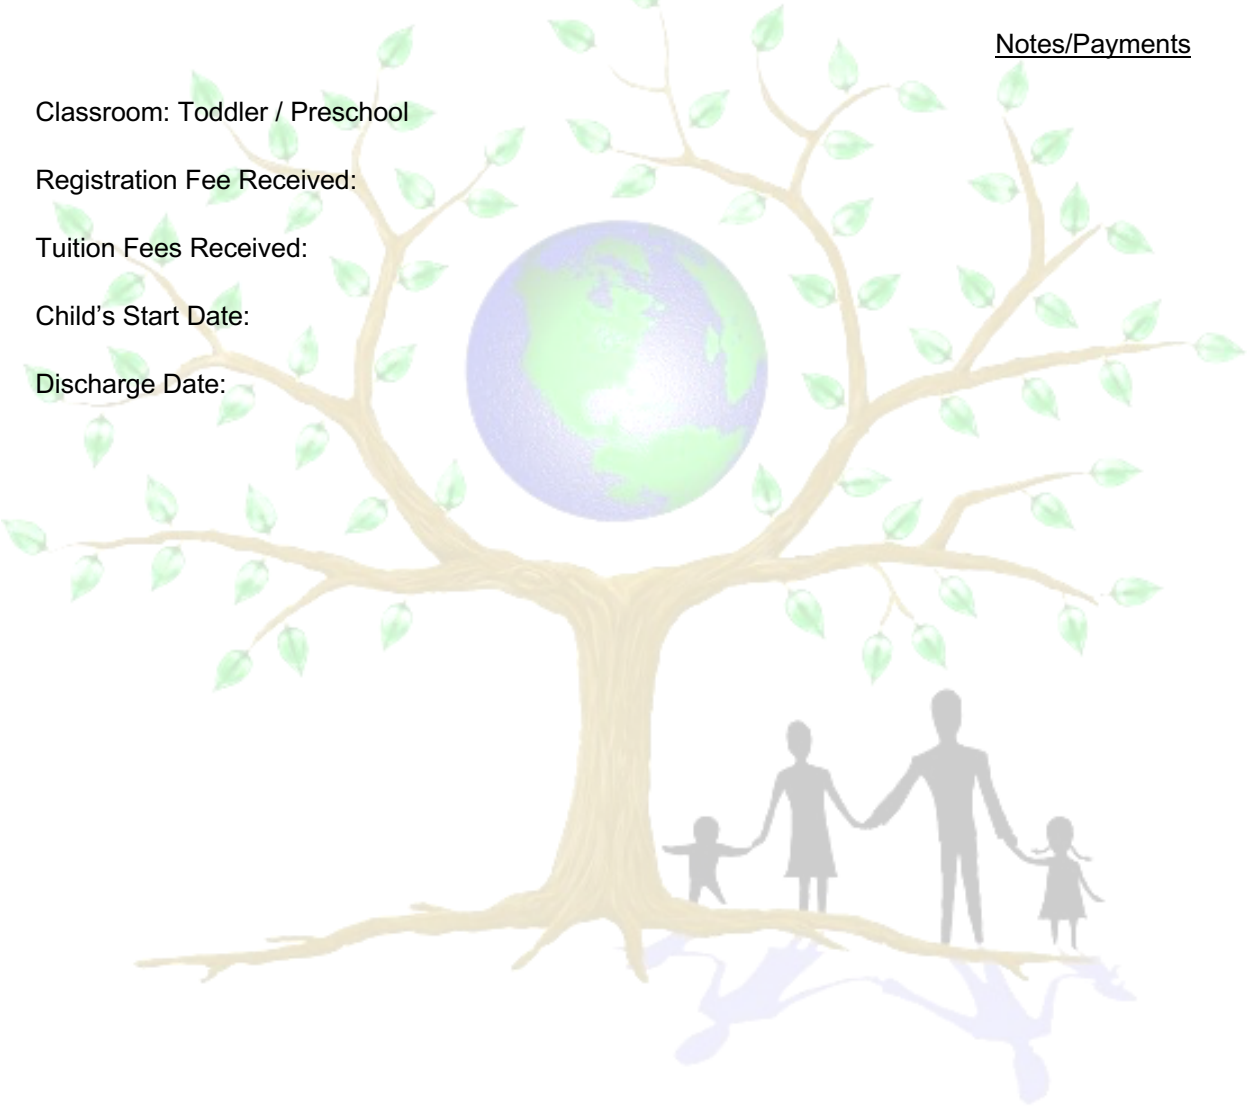 Notes/Payments
Classroom: Toddler / Preschool
Registration Fee Received:
Tuition Fees Received:
Child’s Start Date:
Discharge Date: